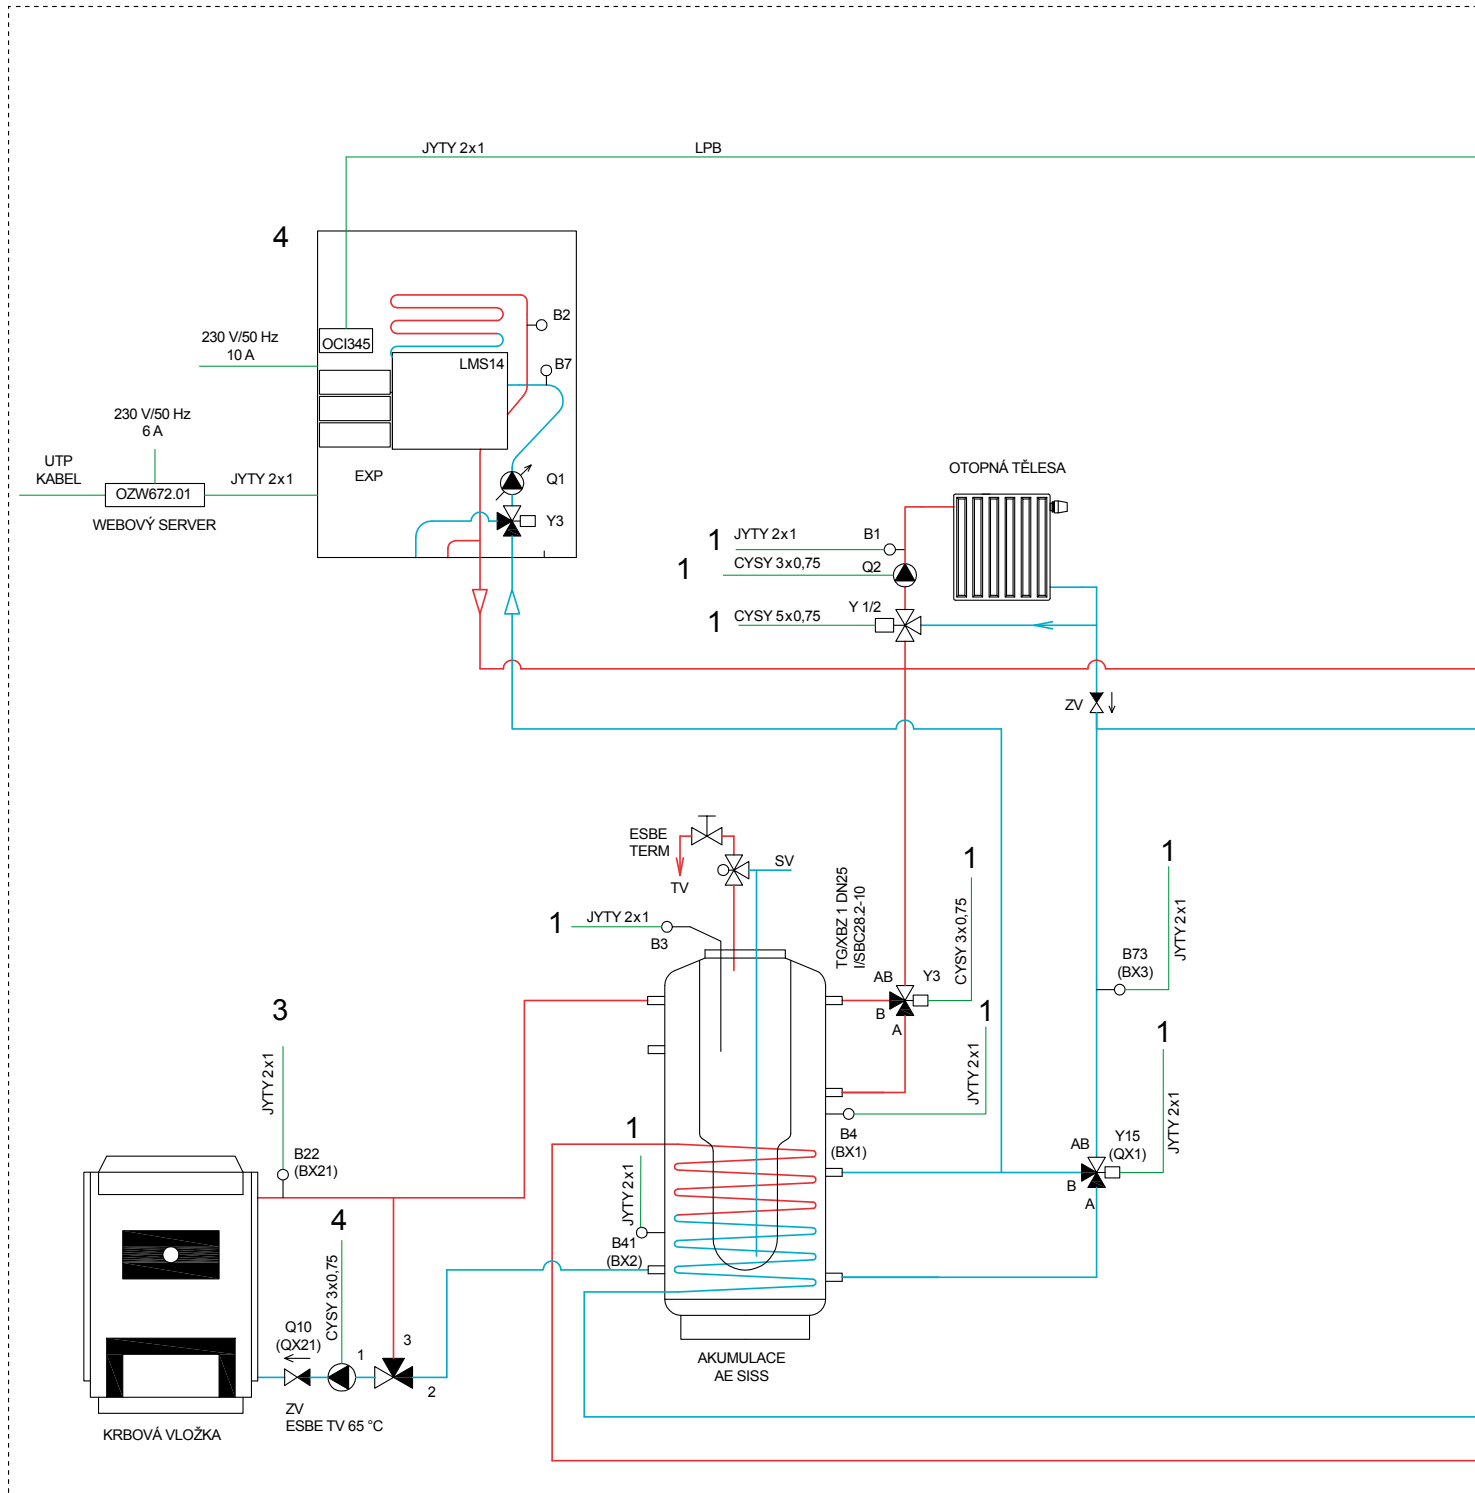 JYTY 2x1
LPB
4
B2
OCI345
230 V/50 Hz
10 A
LMS14
B7
230 V/50 Hz
6 A
UTP
KABEL
JYTY 2x1
EXP
Q1
OZW672.01
WEBOVÝ SERVER
Y3
OTOPNÁ TĚLESA
1
JYTY 2x1
B1
1
CYSY 3x0,75
Q2
1
CYSY 5x0,75
Y 1/2
ZV
ESBE
TERM
TV
SV
1
JYTY 2x1
B3
TG/XBZ 1 DN25
I/SBC28.2-10
1
CYSY 3x0,75
AB
Y3
B
A
1
JYTY 2x1
B4
(BX1)
1
JYTY 2x1
B73
(BX3)
1
JYTY 2x1
AB
Y15
(QX1)
B
A
3
JYTY 2x1
B22
(BX21)
1
JYTY 2x1
B41
(BX2)
4
CYSY 3x0,75
Q10
(QX21)
1
3
2
ZV
ESBE TV 65 °C
KRBOVÁ VLOŽKA
AKUMULACE
AE SISS